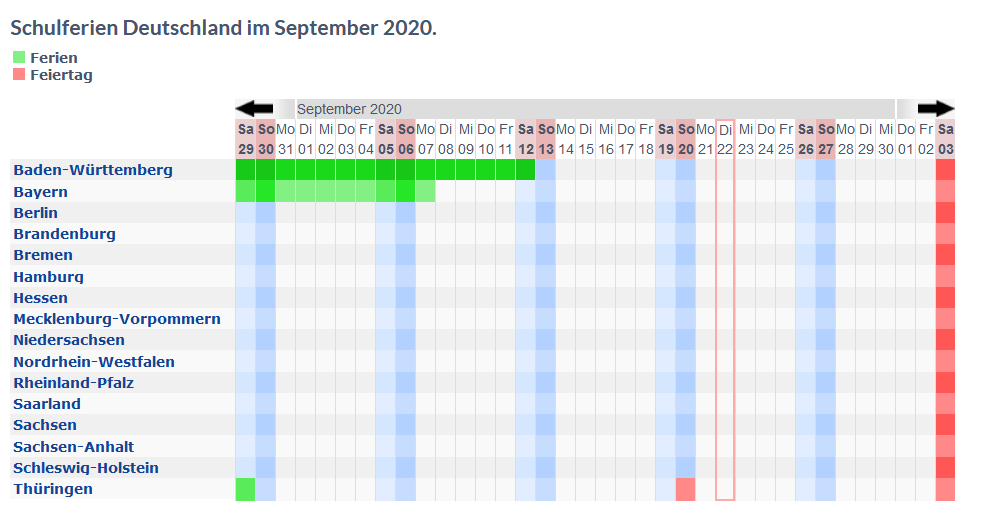 Schulferien Deutschland im September 2020.
Ferien
Feiertag
September 2020
Sa So Mo Di Mi Do Fr Sa So Mo Di Mi Do Fr Sa So Mo Di Mi Do Fr Sa So Mo Di Mi Do Fr Sa So Mo Di Mi Do Fr Sa
29 30 31 01 02 03 04 05 06 07 08 09 10 11 12 13 14 15 16 17 18 19 20 21 22 23 24 25 26 27 28 29 30 01 02 03
Baden-Württemberg
Bayern
Berlin
Brandenburg
Bremen
Hamburg
Hessen
Mecklenburg-Vorpommern
Niedersachsen
Nordrhein-Westfalen
Rheinland-Pfalz
Saarland
Sachsen
Sachsen-Anhalt
Schleswig-Holstein
Thüringen